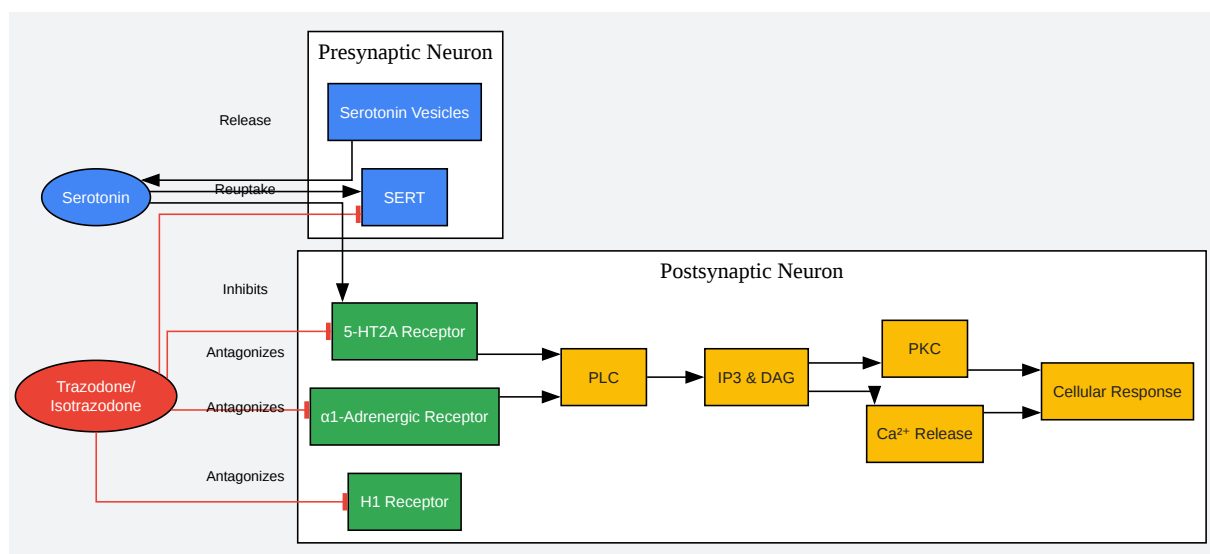 Presynaptic Neuron
Serotonin Vesicles
Release
Serotonin
Reuptake
SERT
Postsynaptic Neuron
Inhibits
5-HT2A Receptor
Antagonizes
PLC
IP3 & DAG
PKC
Cellular Response
Trazodone/
Isotrazodone
Antagonizes
α1-Adrenergic Receptor
Ca²⁺ Release
Antagonizes
H1 Receptor